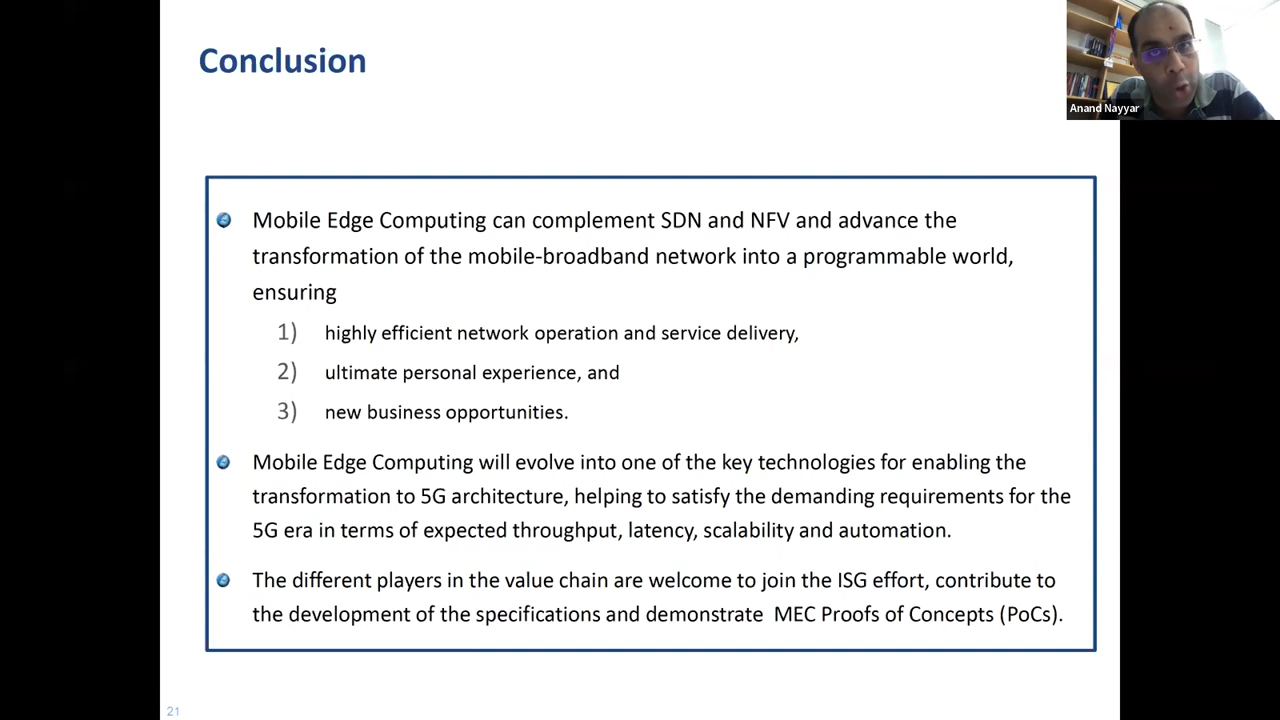 Conclusion
Anand Nayyar
Mobile Edge Computing can complement SDN and NFV and advance the
transformation of the mobile-broadband network into a programmable world,
ensuring
1) highly efficient network operation and service delivery,
2) ultimate personal experience, and
3) new business opportunities.
Mobile Edge Computing will evolve into one of the key technologies for enabling the
transformation to 5G architecture, helping to satisfy the demanding requirements for the
5G era in terms of expected throughput, latency, scalability and automation.
The different players in the value chain are welcome to join the ISG effort, contribute to
the development of the specifications and demonstrate  MEC Proofs of Concepts (PoCs).
21